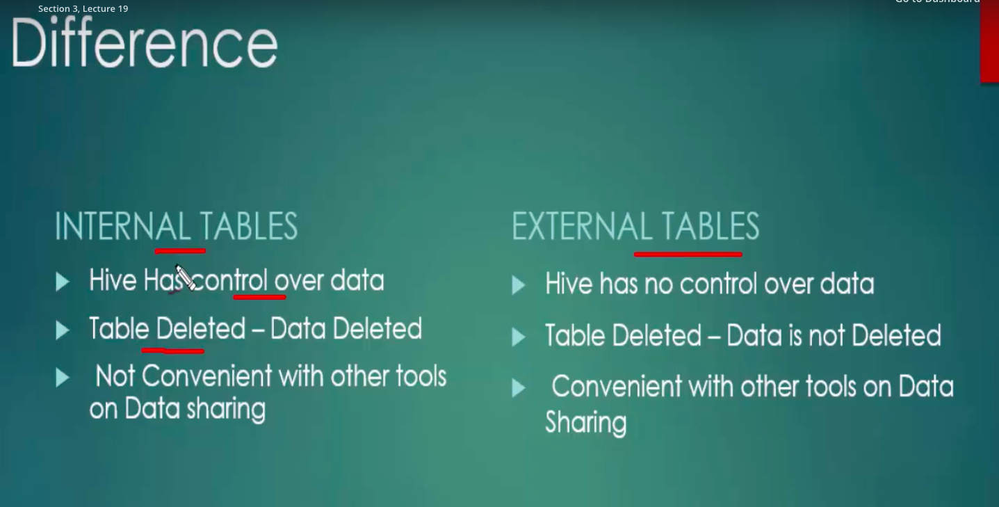 Section 3, Lecture 19
Go to Dashboard
Difference
INTERNAL TABLES
Hive Has control over data
Table Deleted – Data Deleted
Not Convenient with other tools
on Data sharing
EXTERNAL TABLES
Hive has no control over data
Table Deleted – Data is not Deleted
Convenient with other tools on Data
Sharing